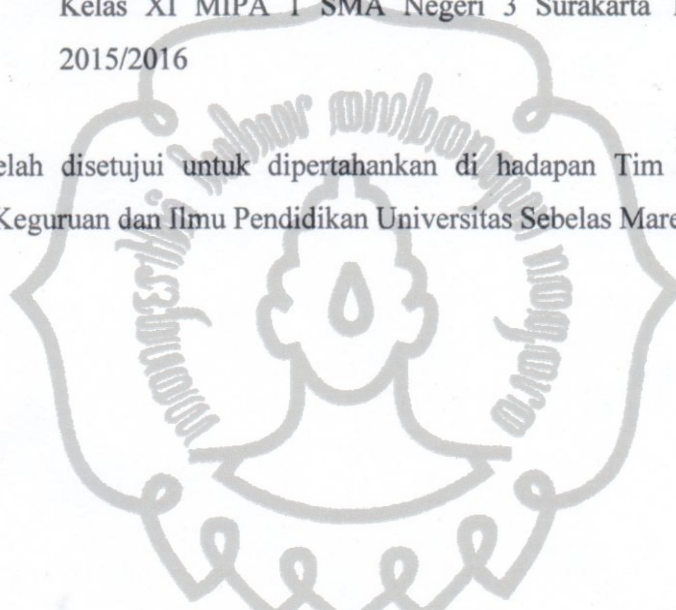 Kelas XI MIPA 1 SMA Negeri 3 Surakarta
2015/2016
elah disetujui untuk dipertahankan di hadapan Tim
Keguruan dan Ilmu Pendidikan Universitas Sebelas Mare